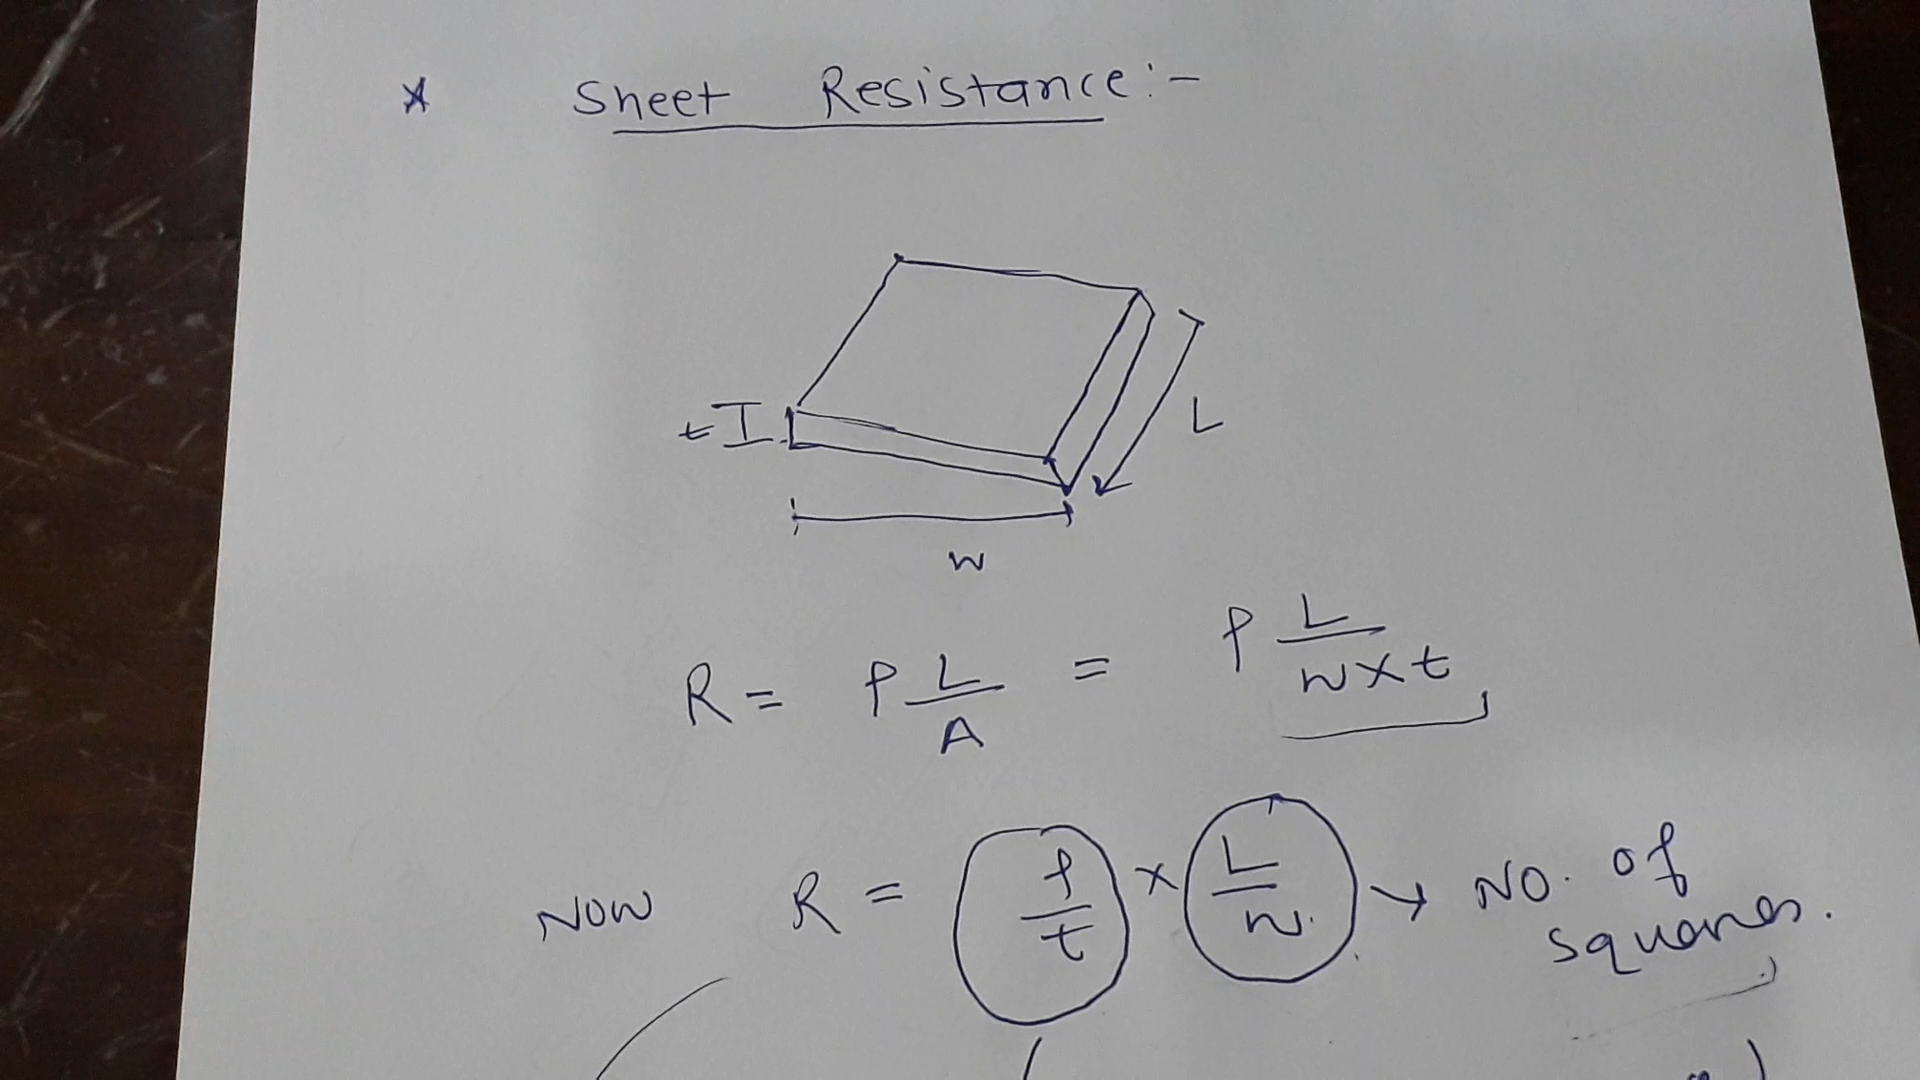 * Sheet Resistance:-
t
L
w
R = ρ L/A = ρ L/(w×t)
Now R = (ρ/t) × (L/w) → NO. of
squares.